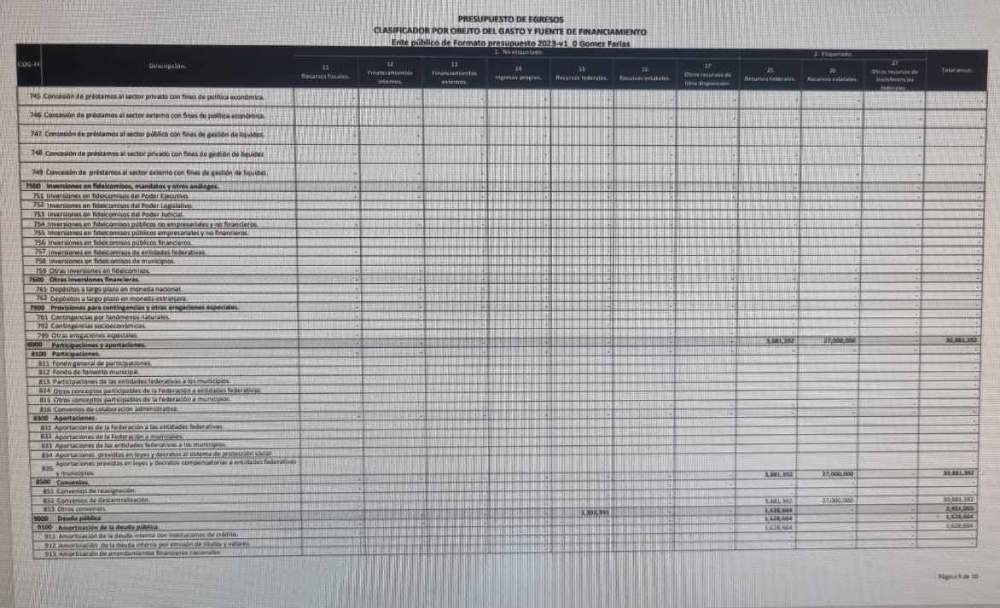 PRESUPUESTO DE EGRESOS
CLASIFICADOR POR OBEJTO DEL GASTO Y FUENTE DE FINANCIAMIENTO
Ente público de Formato presupuesto 2023-v1_0 Gomez Farias
1. No etiquetado. 2. Etiquetado.
COG-FF Descripción. 11 Recursos fiscales. 12 Financiamientos internos. 13 Financiamientos externos. 14 Ingresos propios. 15 Recursos federales. 16 Recursos estatales. 17 Otros recursos de libre disposición. 25 Recursos federales. 26 Recursos estatales. 27 Otros recursos de transferencias federales. Total anual.
745 Concesión de préstamos al sector privado con fines de política económica.
746 Concesión de préstamos al sector externo con fines de política económica.
747 Concesión de préstamos al sector público con fines de gestión de liquidez.
748 Concesión de préstamos al sector privado con fines de gestión de liquidez
749 Concesión de préstamos al sector externo con fines de gestión de liquidez.
7500 Inversiones en fideicomisos, mandatos y otros análogos.
751 Inversiones en fideicomisos del Poder Ejecutivo.
752 Inversiones en fideicomisos del Poder Legislativo.
753 Inversiones en fideicomisos del Poder Judicial.
754 Inversiones en fideicomisos públicos no empresariales y no financieros.
755 Inversiones en fideicomisos públicos empresariales y no financieros.
756 Inversiones en fideicomisos públicos financieros.
757 Inversiones en fideicomisos de entidades federativas.
758 Inversiones en fideicomisos de municipios.
759 Otras inversiones en fideicomisos.
7600 Otras inversiones financieras.
761 Depósitos a largo plazo en moneda nacional.
762 Depósitos a largo plazo en moneda extranjera.
7900 Provisiones para contingencias y otras erogaciones especiales.
791 Contingencias por fenómenos naturales.
792 Contingencias socioeconómicas.
799 Otras erogaciones especiales.
8000 Participaciones y aportaciones. 3,881,392 27,000,000 - 30,881,392
8100 Participaciones.
811 Fondo general de participaciones
812 Fondo de fomento municipal.
813 Participaciones de las entidades federativas a los municipios.
814 Otros conceptos participables de la Federación a entidades federativas.
815 Otros conceptos participables de la Federación a municipios.
816 Convenios de colaboración administrativa.
8300 Aportaciones.
831 Aportaciones de la Federación a las entidades federativas.
832 Aportaciones de la Federación a municipios.
833 Aportaciones de las entidades federativas a los municipios.
834 Aportaciones previstas en leyes y decretos al sistema de protección social.
835 Aportaciones previstas en leyes y decretos compensatorias a entidades federativas
y municipios.
8500 Convenios. 3,881,392 27,000,000 - 30,881,392
851 Convenios de reasignación.
852 Convenios de descentralización.
853 Otros convenios. 3,881,392 27,000,000 - 30,881,392
9000 Deuda pública. 1,628,664
9100 Amortización de la deuda pública. 1,628,664 - 1,628,664
911 Amortización de la deuda interna con instituciones de crédito. 1,628,664 - 1,628,664
912 Amortización de la deuda interna por emisión de títulos y valores.
913 Amortización de arrendamientos financieros nacionales.
Página 9 de 10